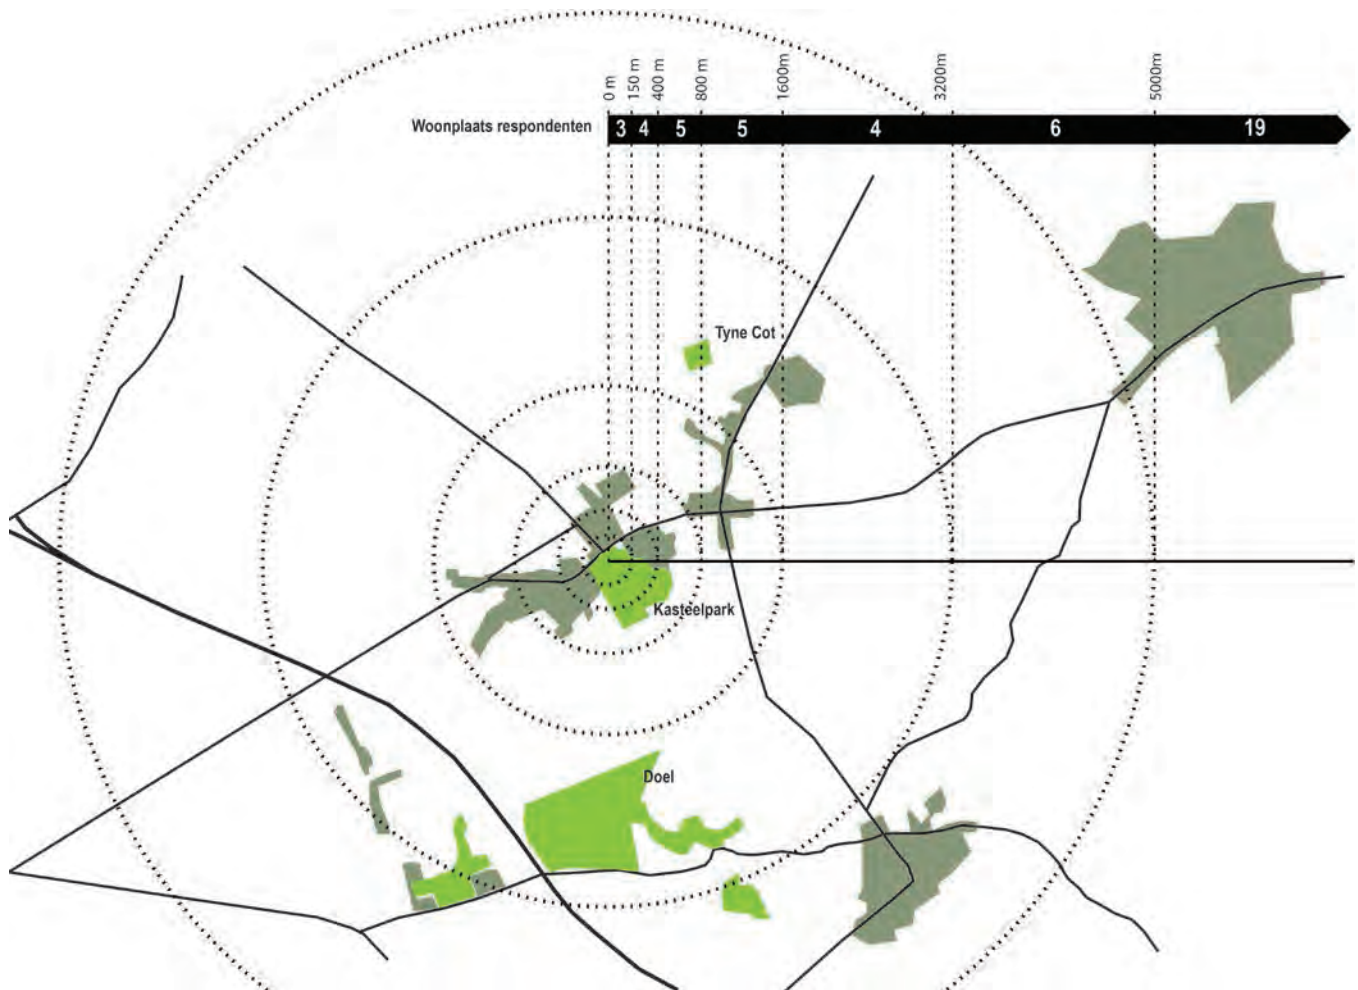 0 m
150 m
400 m
800 m
1600m
3200m
5000m
Woonplaats respondenten
3 4 5 5 4 6 19
Tyne Cot
Kasteelpark
Doel